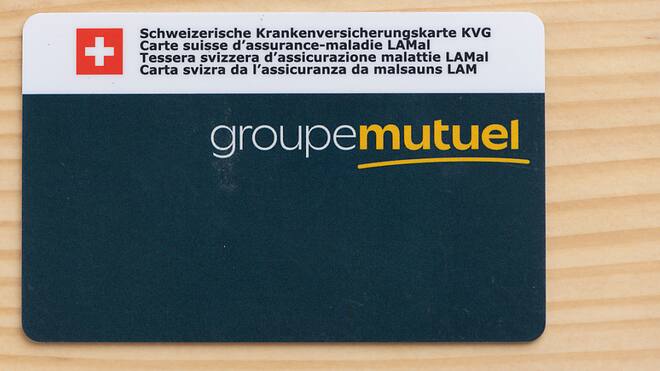 Schweizerische Krankenversicherungskarte KVG
Carte suisse d'assurance-maladie LAMal
Tessera svizzera d'assicurazione malattie LAMal
Carta svizra da l'assicuranza da malsauns LAM
groupemutuel